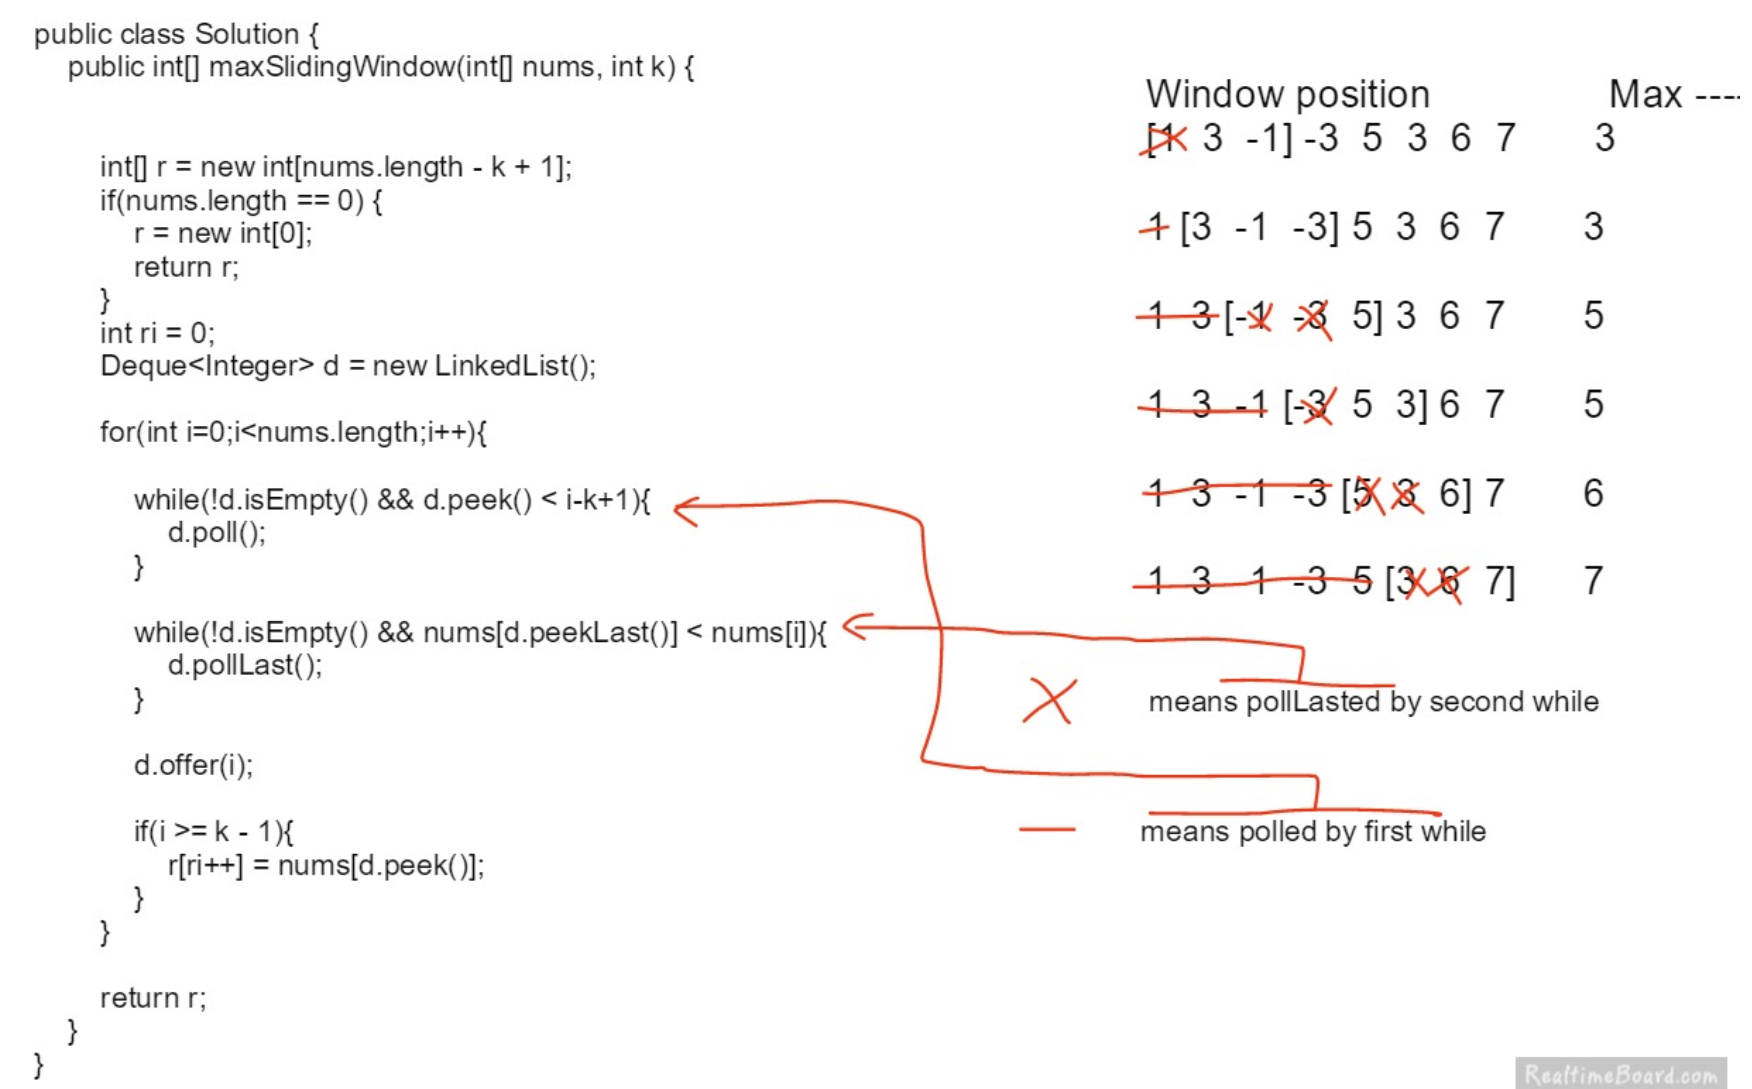 public class Solution {
public int[] maxSlidingWindow(int[] nums, int k) {
int[] r = new int[nums.length - k + 1];
if(nums.length == 0) {
r = new int[0];
return r;
}
int ri = 0;
Deque<Integer> d = new LinkedList();
for(int i=0;i<nums.length;i++){
while(!d.isEmpty() && d.peek() < i-k+1){
d.poll();
}
while(!d.isEmpty() && nums[d.peekLast()] < nums[i]){
d.pollLast();
}
d.offer(i);
if(i >= k - 1){
r[ri++] = nums[d.peek()];
}
}
return r;
}
}
Window position Max ----
[1 3 -1] -3 5 3 6 7 3
1 [3 -1 -3] 5 3 6 7 3
1 3 [-1 -3 5] 3 6 7 5
1 3 -1 [-3 5 3] 6 7 5
1 3 -1 -3 [5 3 6] 7 6
1 3 -1 -3 5 [3 6 7] 7
means pollLasted by second while
means polled by first while
RealtimeBoard.com